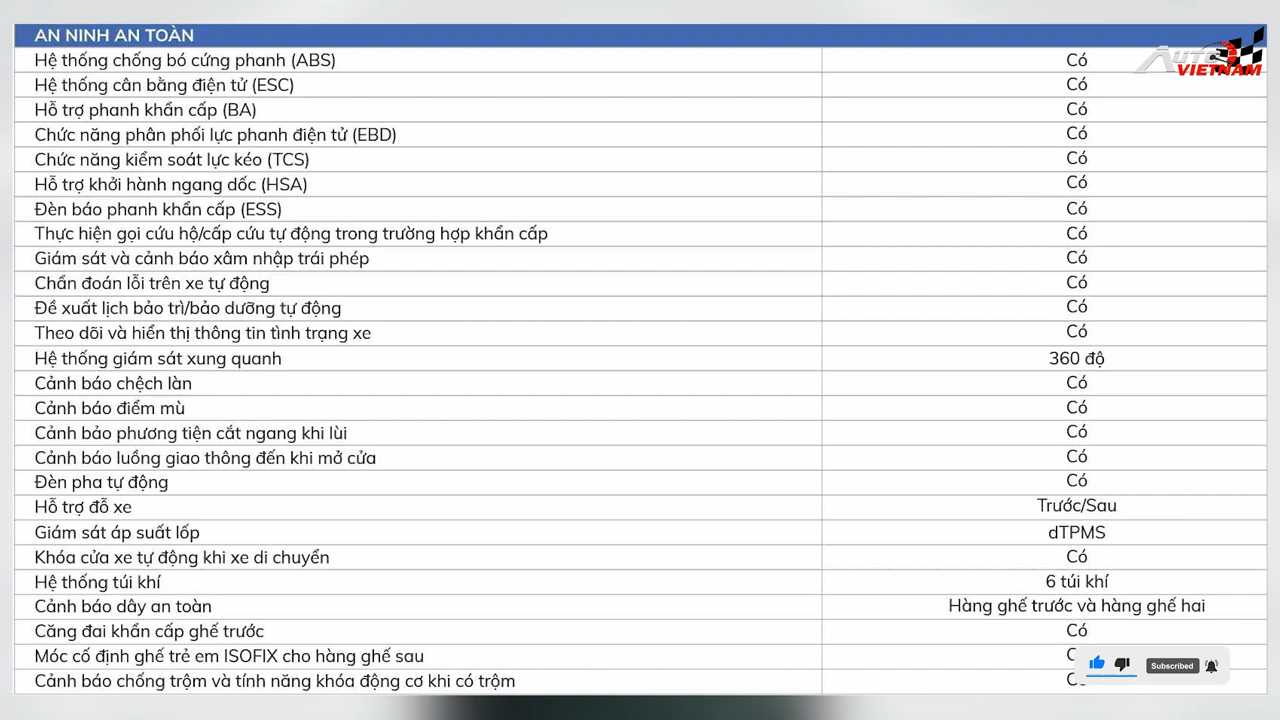 AN NINH AN TOÀN
AUTO
VIETNAM
Hệ thống chống bó cứng phanh (ABS) Có
Hệ thống cân bằng điện tử (ESC) Có
Hỗ trợ phanh khẩn cấp (BA) Có
Chức năng phân phối lực phanh điện tử (EBD) Có
Chức năng kiểm soát lực kéo (TCS) Có
Hỗ trợ khởi hành ngang dốc (HSA) Có
Đèn báo phanh khẩn cấp (ESS) Có
Thực hiện gọi cứu hộ/cấp cứu tự động trong trường hợp khẩn cấp Có
Giám sát và cảnh báo xâm nhập trái phép Có
Chẩn đoán lỗi trên xe tự động Có
Đề xuất lịch bảo trì/bảo dưỡng tự động Có
Theo dõi và hiển thị thông tin tình trạng xe Có
Hệ thống giám sát xung quanh 360 độ
Cảnh báo chệch làn Có
Cảnh báo điểm mù Có
Cảnh bảo phương tiện cắt ngang khi lùi Có
Cảnh báo luồng giao thông đến khi mở cửa Có
Đèn pha tự động Có
Hỗ trợ đỗ xe Trước/Sau
Giám sát áp suất lốp dTPMS
Khóa cửa xe tự động khi xe di chuyển Có
Hệ thống túi khí 6 túi khí
Cảnh báo dây an toàn Hàng ghế trước và hàng ghế hai
Căng đai khẩn cấp ghế trước Có
Móc cố định ghế trẻ em ISOFIX cho hàng ghế sau
Subscribed
Cảnh báo chống trộm và tính năng khóa động cơ khi có trộm